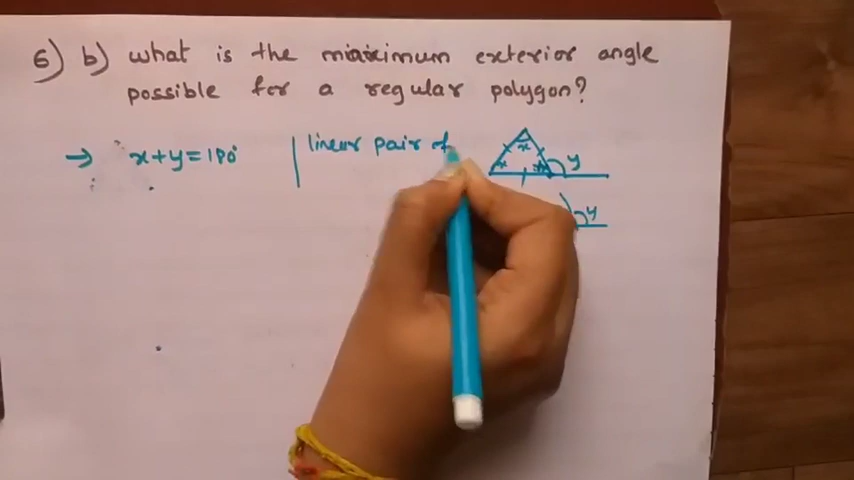 6) b) what is the maximum exterior angle
possible for a regular polygon?
→ x+y=180° | linear pair of
x
x
y
y